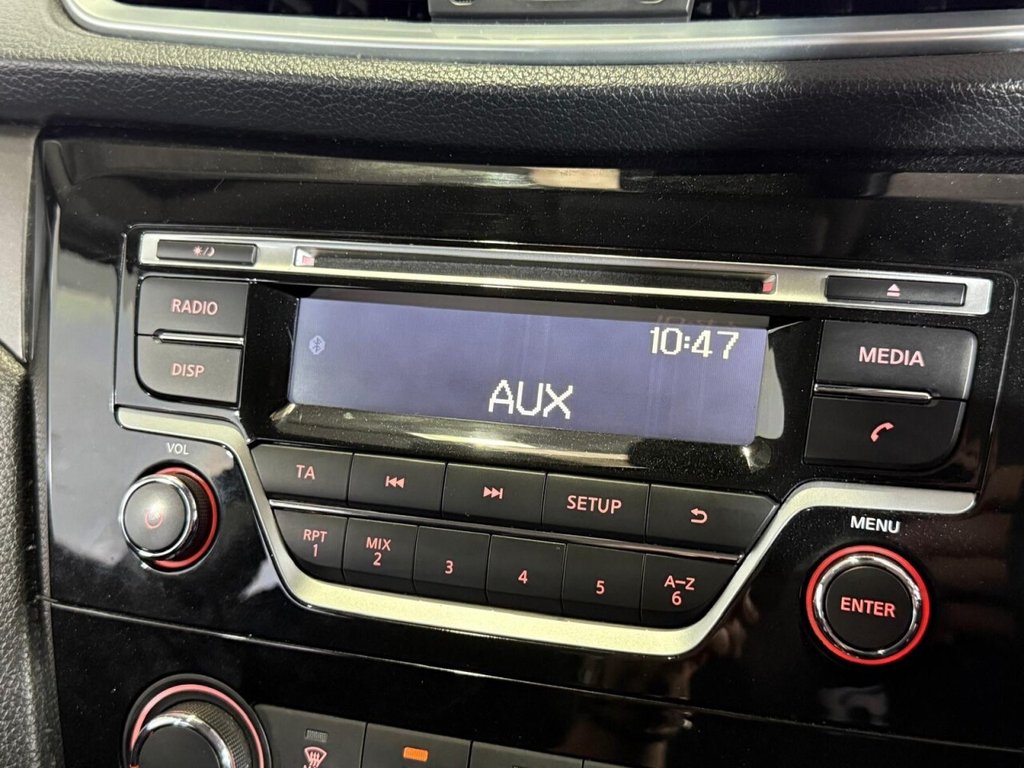 RADIO
DISP
10:47
AUX
MEDIA
VOL
TA
SETUP
RPT
1
MIX
2
3
4
5
A-Z
6
MENU
ENTER